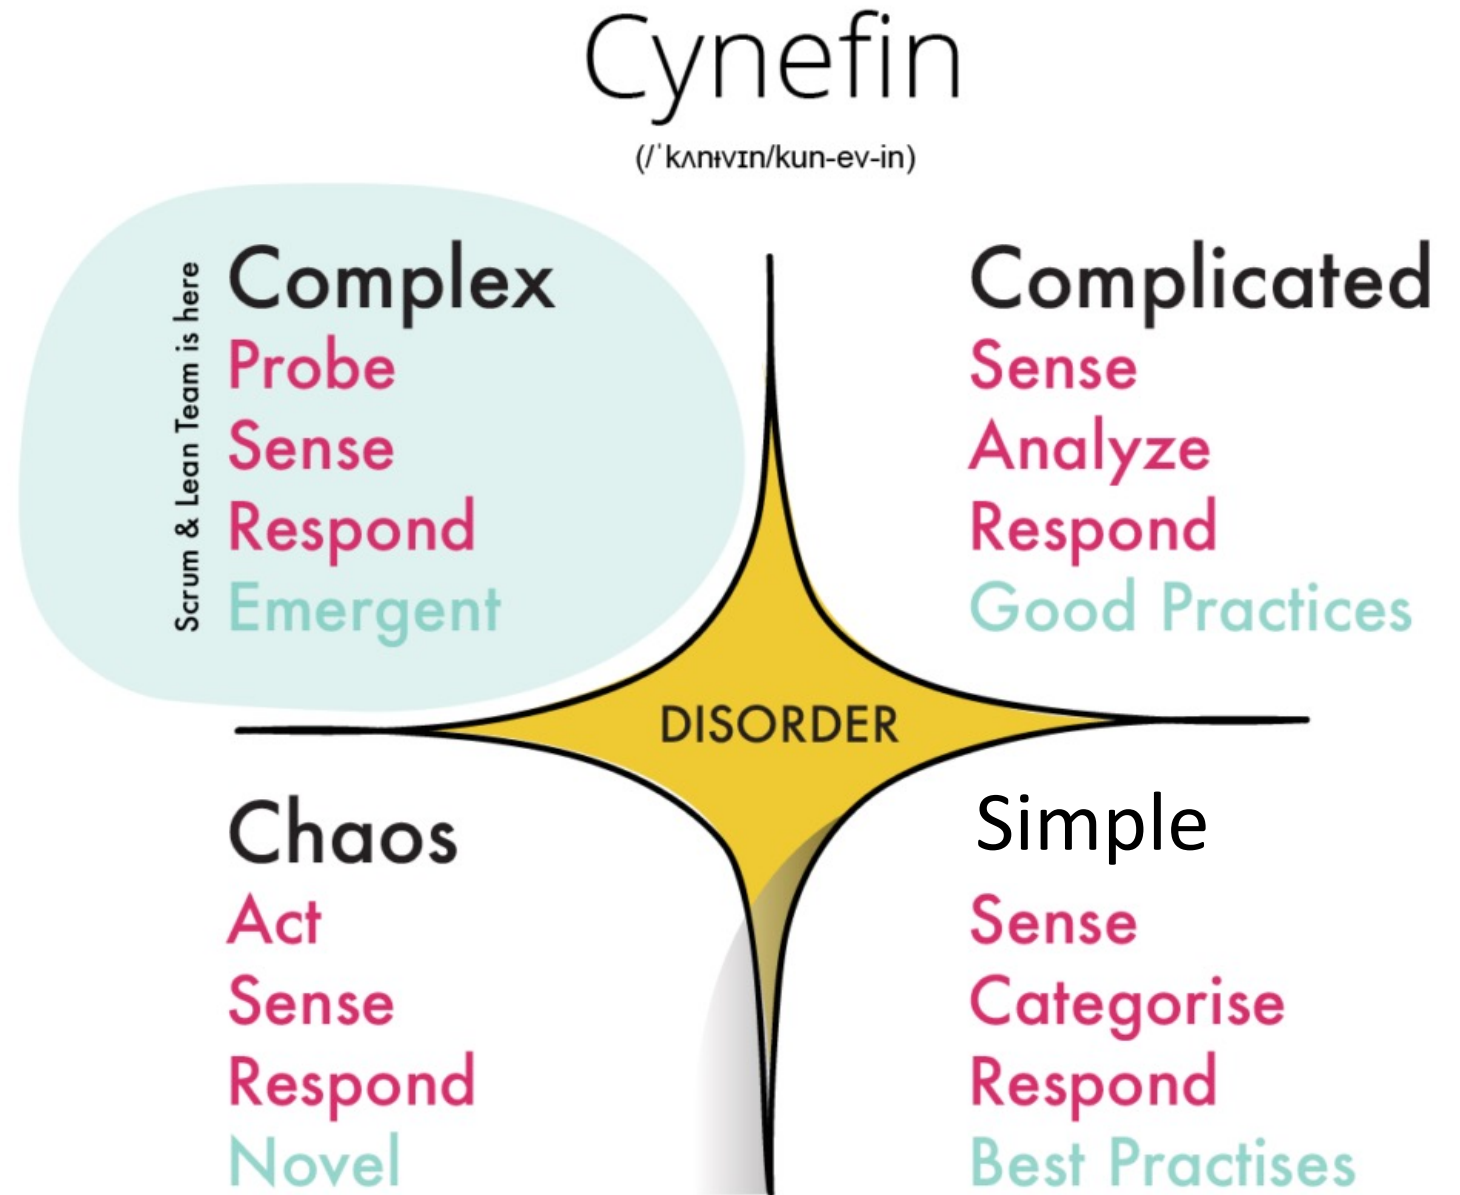 Cynefin
(/ˈkʌnɨvɪn/kun-ev-in)
Scrum & Lean Team is here
Complex
Probe
Sense
Respond
Emergent
Complicated
Sense
Analyze
Respond
Good Practices
DISORDER
Chaos
Act
Sense
Respond
Novel
Simple
Sense
Categorise
Respond
Best Practises